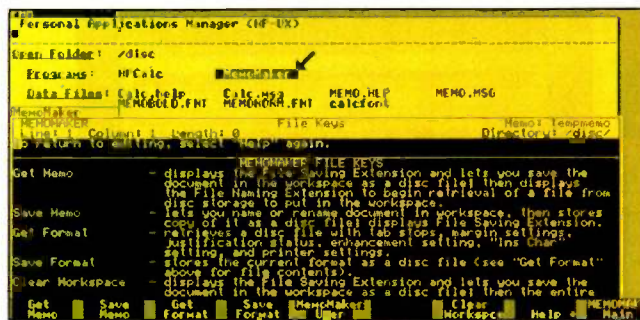 Personal Applications Manager (HP-UX)
Open Folder: /disc
Programs: HPCalc MemoMaker
Data Files: Calc.help Calc.msg MEMO.HLP MEMO.MSG
MEMOBOLD.FNT MEMONORM.FNT calcfont
MemoMaker
MEMOMAKER File Keys Memo: Tempmemo
Line: 1 Column: 1 Length: 0 Directory: /disc/
To return to editing, select "Help" again.
MEMOMAKER FILE KEYS
Get Memo - displays the File Saving Extension and lets you save the
document in the workspace as a disc file; then displays
the File Naming Extension to begin retrieval of a file from
disc storage to put in the workspace.
Save Memo - lets you name or rename document in workspace, then stores
copy of it as a disc file; displays File Saving Extension.
Get Format - retrieves a disc file with tab stops, margin settings,
justification status, enhancement setting, "Ins Char"
setting, and printer settings.
Save Format - stores the current format as a disc file (see "Get Format"
above for file contents).
Clear Workspace - displays the File Saving Extension and lets you save the
document in the workspace as a disc file; then the entire
Get Save Get Save MemoMaker Clear MEMOMAKER
Memo Memo Format Format User Workspce Help Main